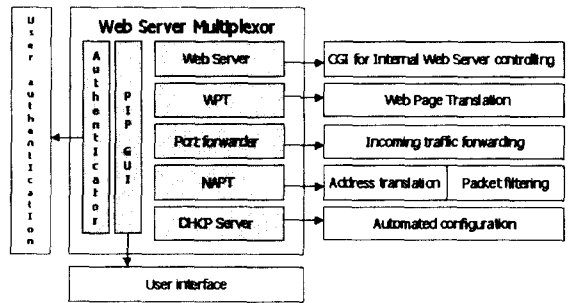 User authentication
Web Server Multiplexor
Authenticator
PIP GUI
Web Server
WPT
Port forwarder
NAPT
DHCP Server
CGI for Internal Web Server controlling
Web Page Translation
Incoming traffic forwarding
Address translation
Packet filtering
Automated configuration
User interface